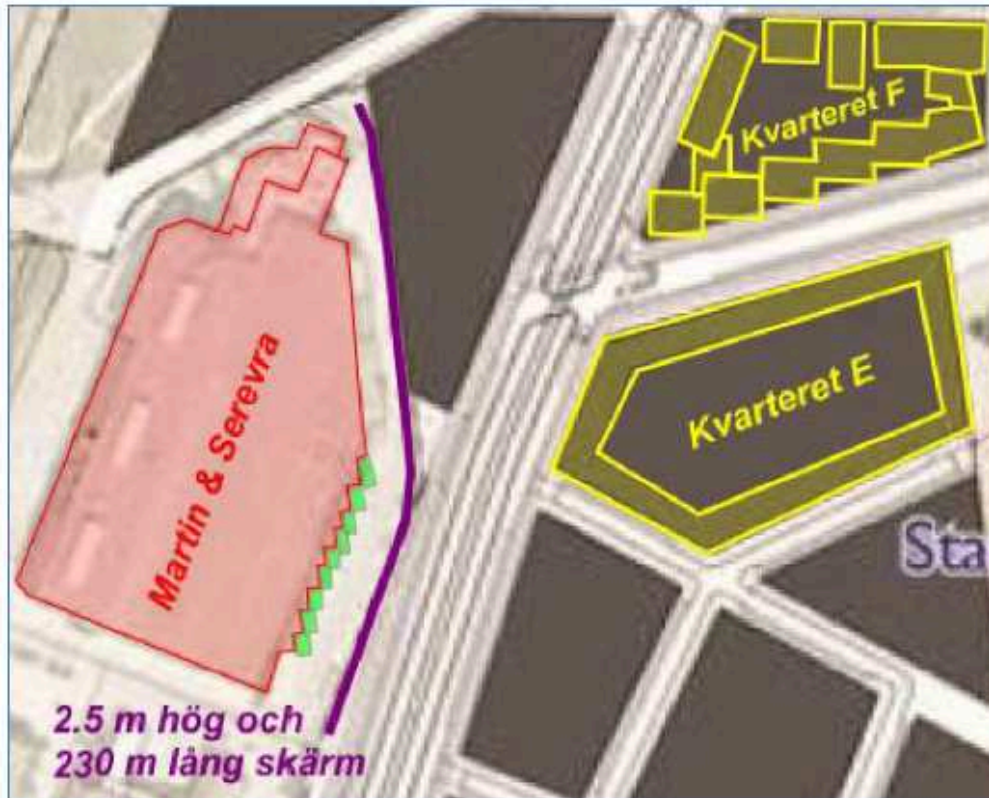 Kvarteret F
Kvarteret E
Martin & Serevra
Sta
2.5 m hög och
230 m lång skärm